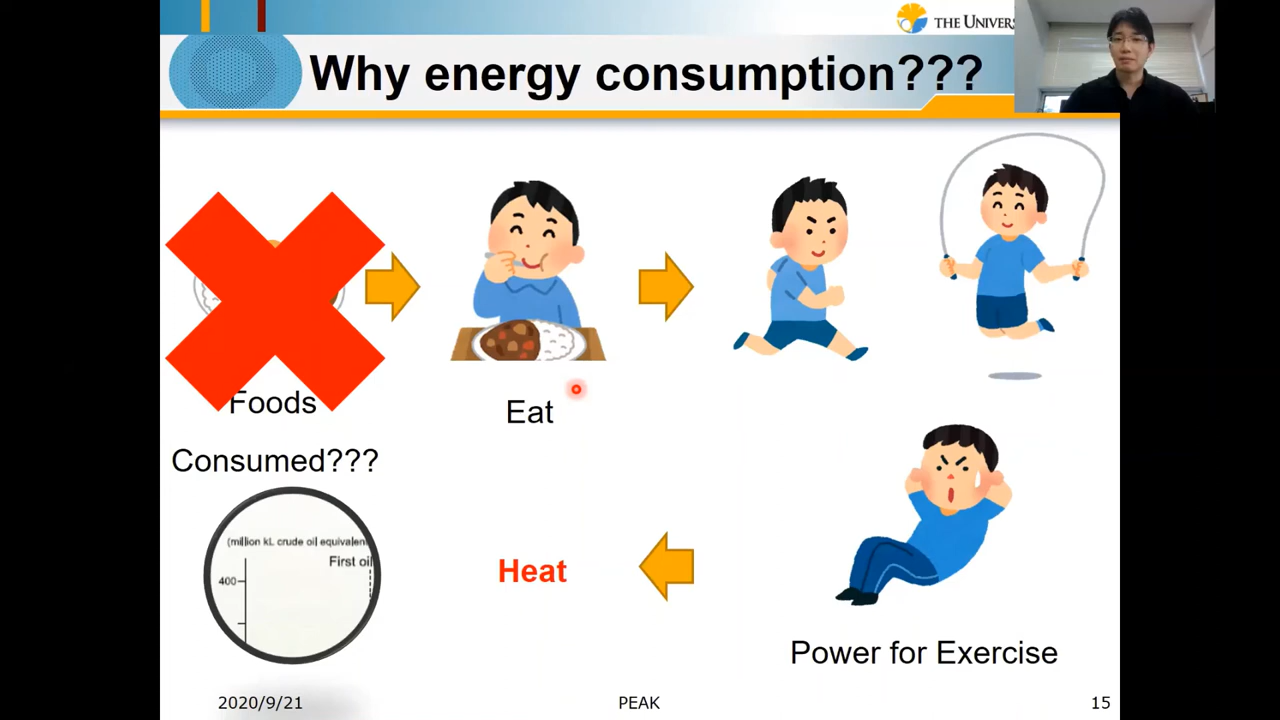 THE UNIVERS
Why energy consumption???
Foods
Eat
Consumed???
(million kL crude oil equivalent
First oil
400
Heat
Power for Exercise
2020/9/21
PEAK
15